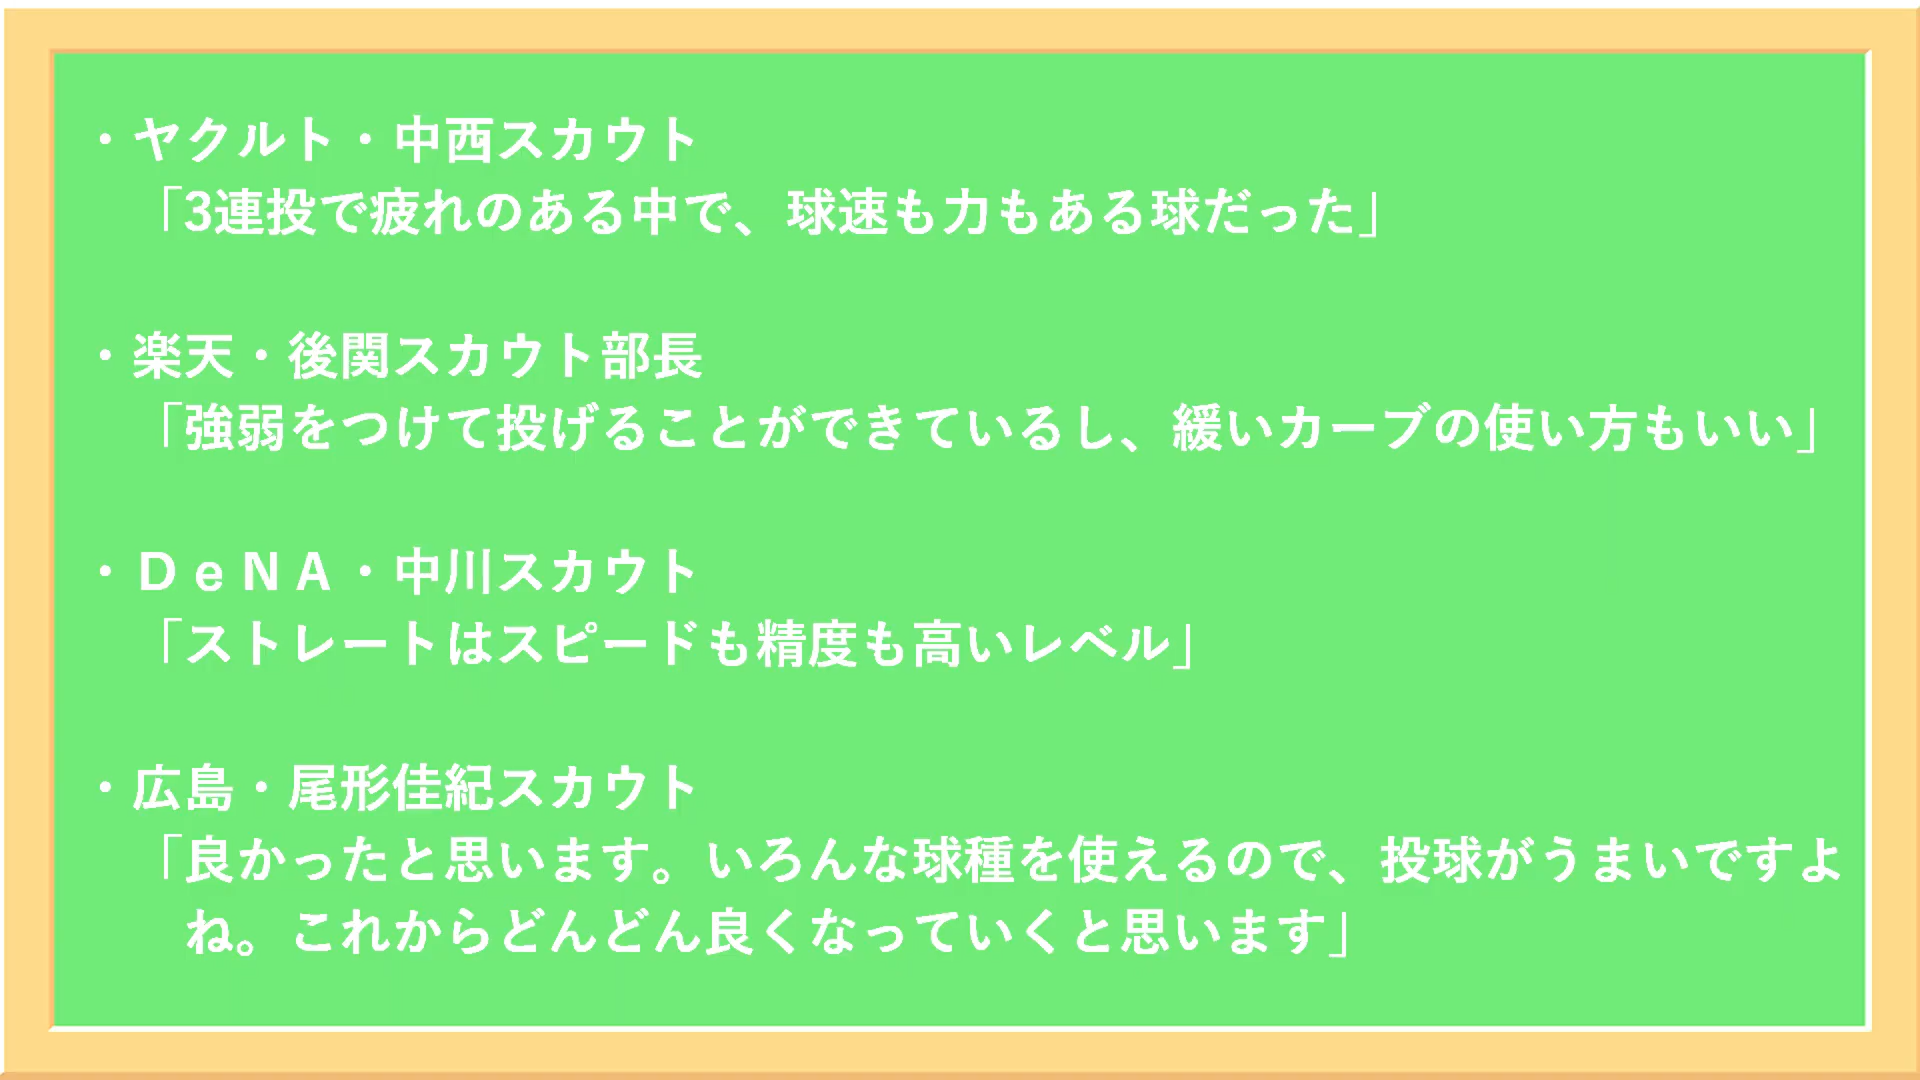 ・ヤクルト・中西スカウト
「3連投で疲れのある中で、球速も力もある球だった」
・楽天・後関スカウト部長
「強弱をつけて投げることができているし、緩いカーブの使い方もいい」
・ＤｅＮＡ・中川スカウト
「ストレートはスピードも精度も高いレベル」
・広島・尾形佳紀スカウト
「良かったと思います。いろんな球種を使えるので、投球がうまいですよ
ね。これからどんどん良くなっていくと思います」